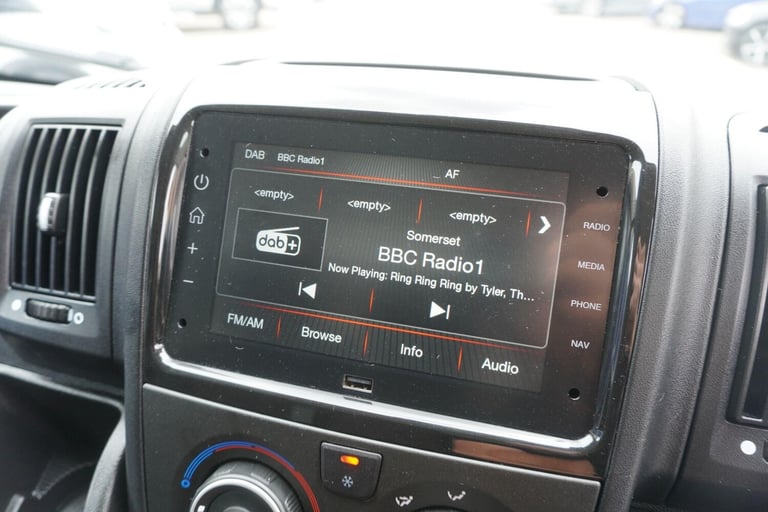 DAB BBC Radio1
AF
<empty> <empty> <empty>
dab+
Somerset
BBC Radio1
Now Playing: Ring Ring Ring by Tyler, Th...
FM/AM Browse Info Audio
RADIO
MEDIA
PHONE
NAV